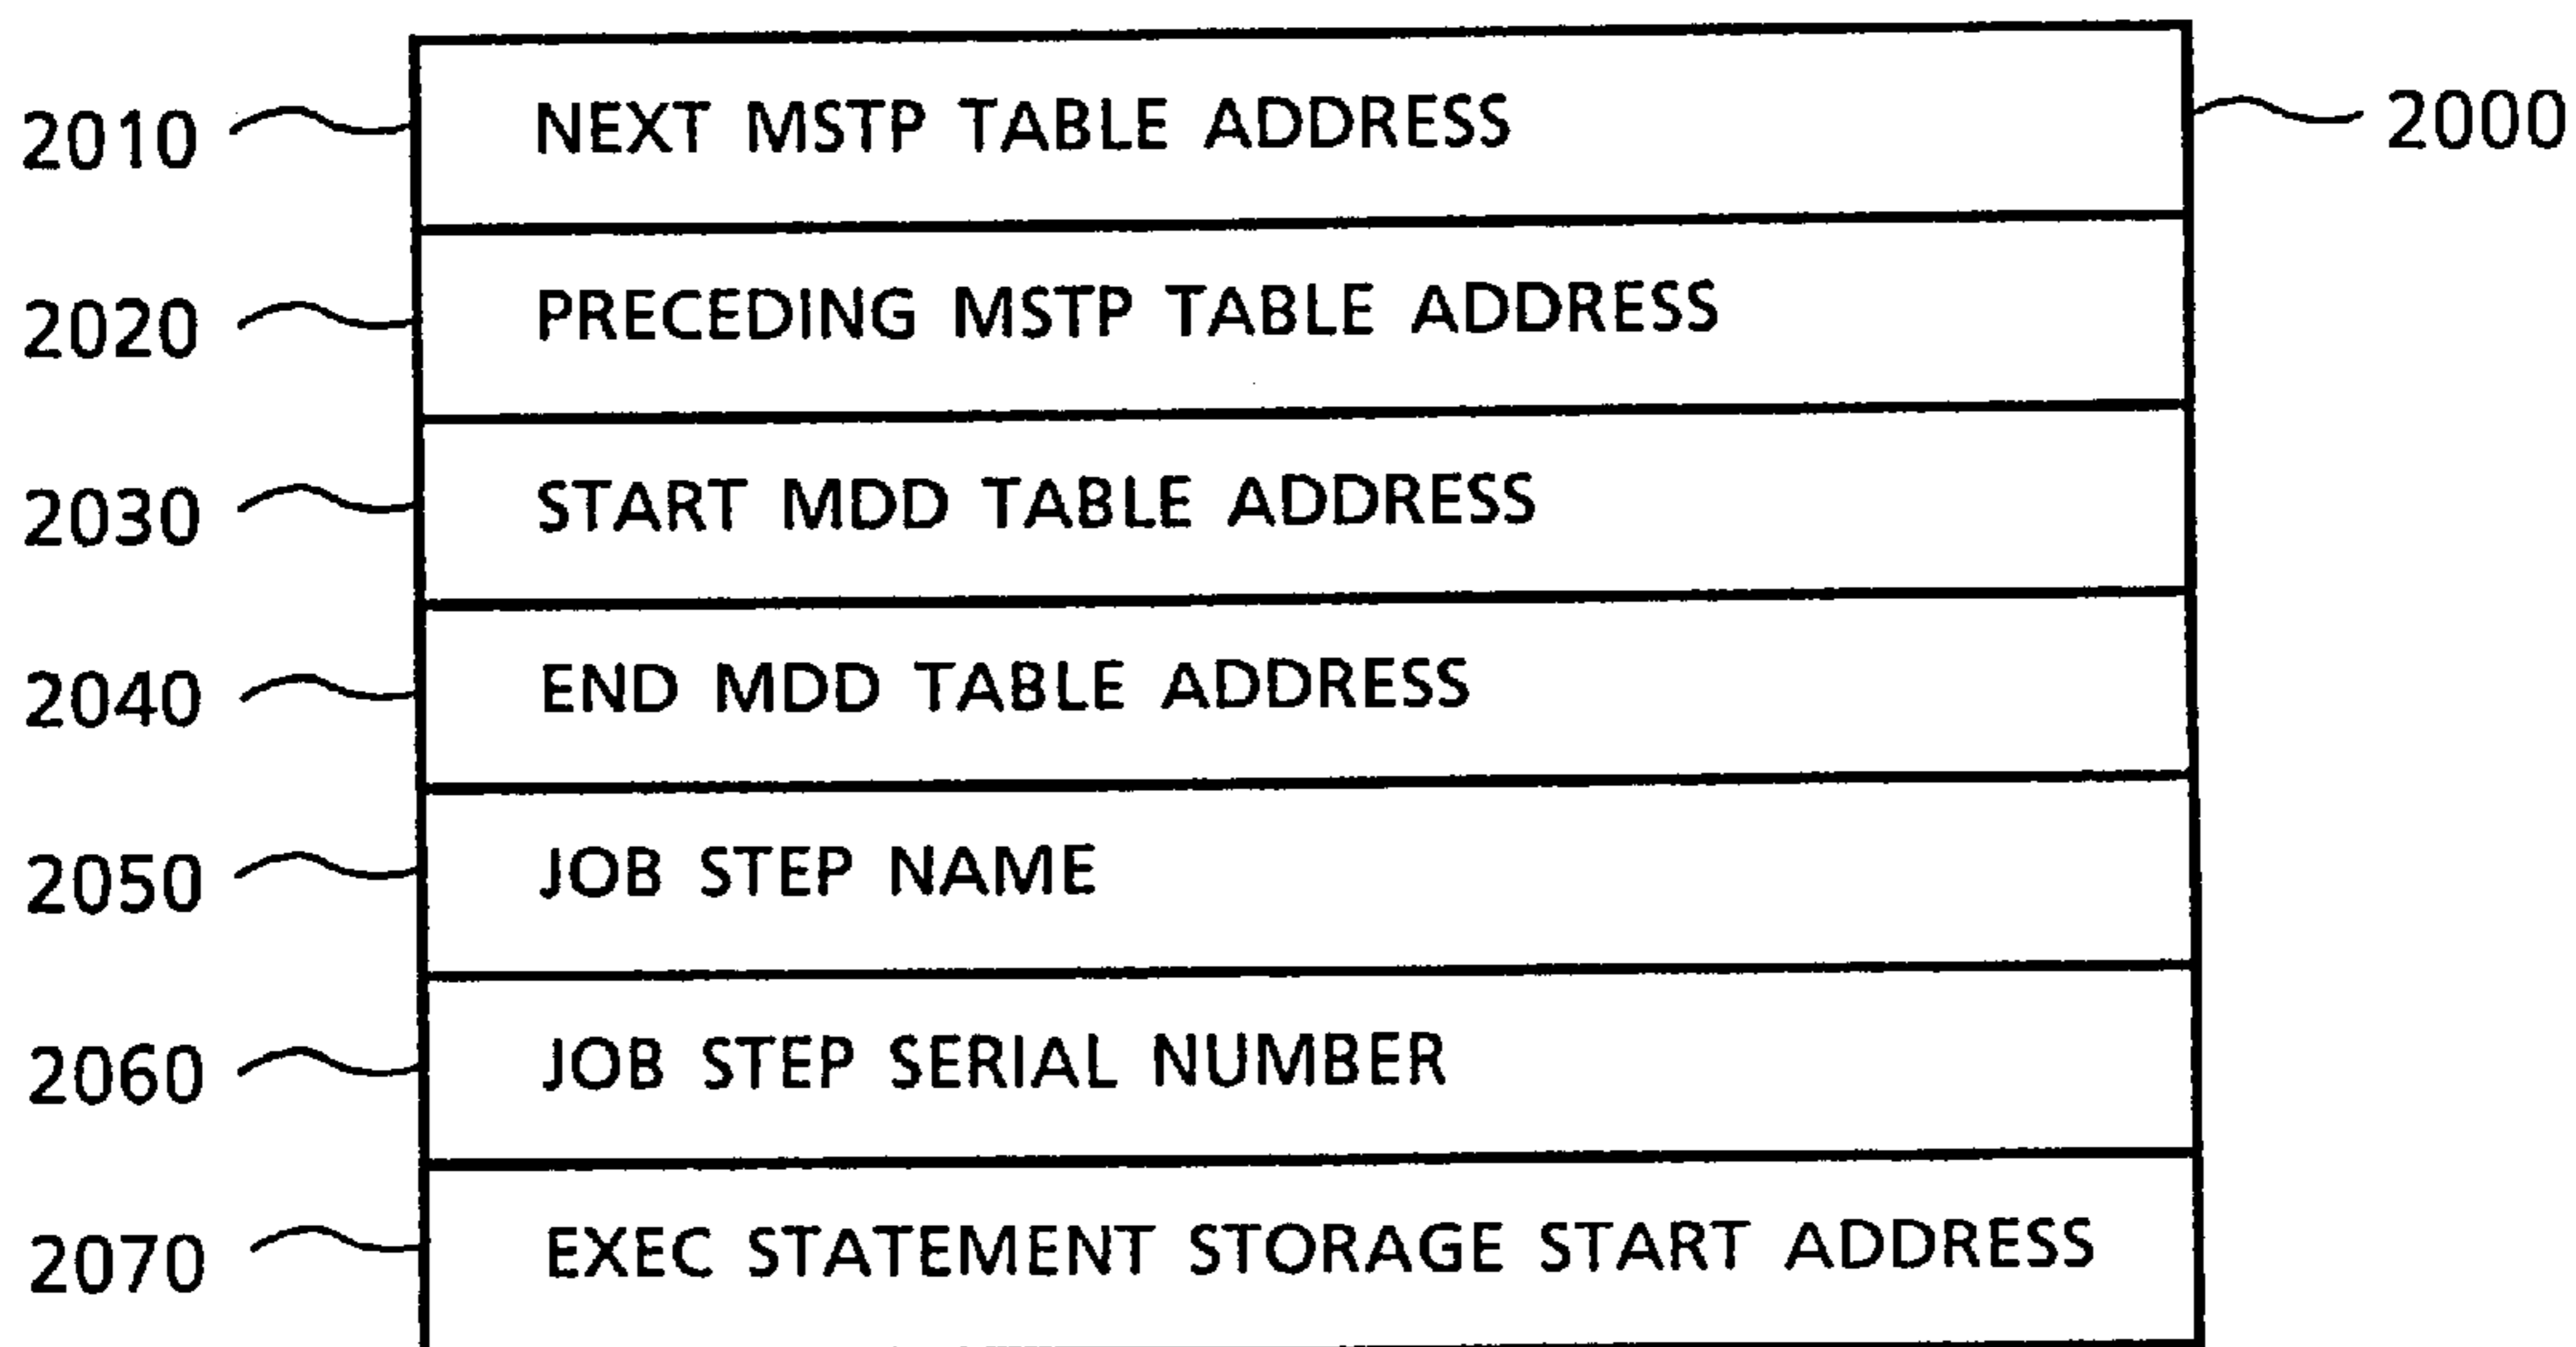 2010 NEXT MSTP TABLE ADDRESS 2000
2020 PRECEDING MSTP TABLE ADDRESS
2030 START MDD TABLE ADDRESS
2040 END MDD TABLE ADDRESS
2050 JOB STEP NAME
2060 JOB STEP SERIAL NUMBER
2070 EXEC STATEMENT STORAGE START ADDRESS